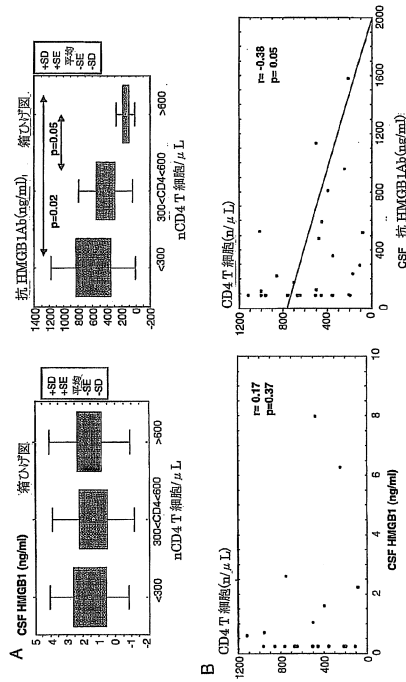 A
CSF HMGB1 (ng/ml)
箱ひげ図
+SD
+SE
平均
-SE
-SD
5
4
3
2
1
0
-1
-2
<300
300<CD4<600
>600
nCD4 T 細胞/μL
抗 HMGB1Ab(ng/ml)
箱ひげ図
+SD
+SE
平均
-SE
-SD
p=0.02
p=0.05
1400
1200
1000
800
600
400
200
0
-200
<300
300<CD4<600
>600
nCD4 T 細胞/μL
B
CD4 T 細胞(n/μL)
r= 0.17
p=0.37
1200
800
400
0
0
2
4
6
8
10
CSF HMGB1 (ng/ml)
CD4 T 細胞(n/μL)
r= -0.38
p= 0.05
1200
800
400
0
0
400
800
1200
1600
2000
CSF 抗 HMGB1Ab(ng/ml)